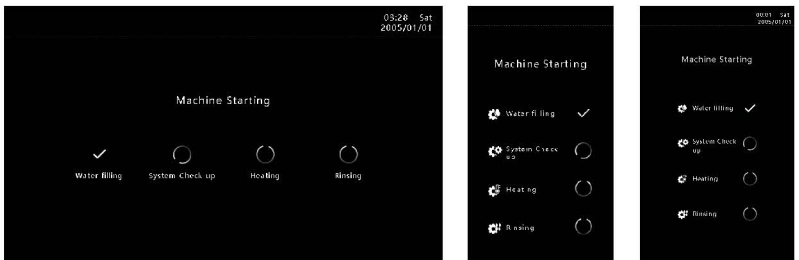 03:28 Sat
2005/01/01
Machine Starting
Water filling
System Check up
Heating
Rinsing
Machine Starting
Water filling
System Check
up
Heating
Rinsing
00:01 Sat
2005/01/01
Machine Starting
Water filling
System Check
up
Heating
Rinsing